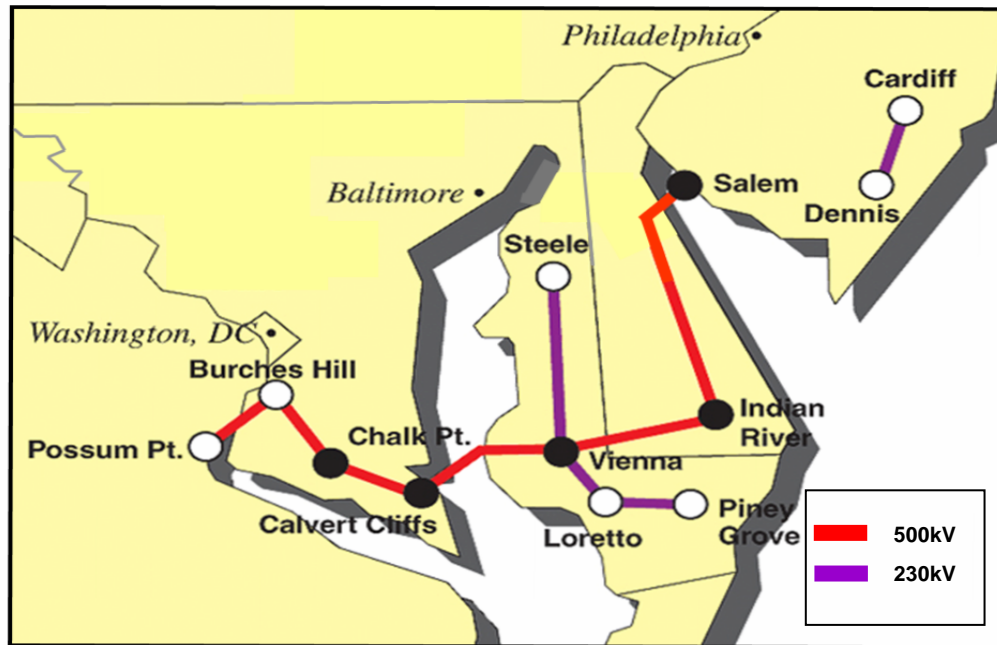 Philadelphia
Cardiff
Salem
Dennis
Baltimore
Steele
Washington, DC
Burches Hill
Possum Pt.
Chalk Pt.
Indian
River
Vienna
Calvert Cliffs
Loretto
Piney
Grove
500kV
230kV